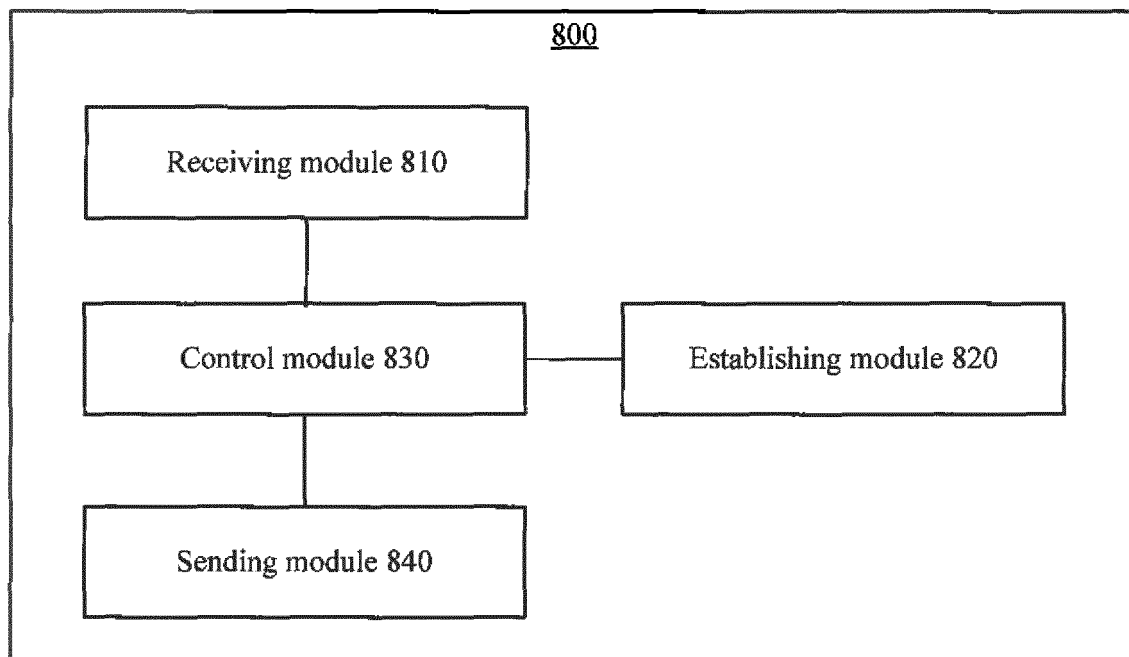 800
Receiving module 810
Control module 830
Establishing module 820
Sending module 840